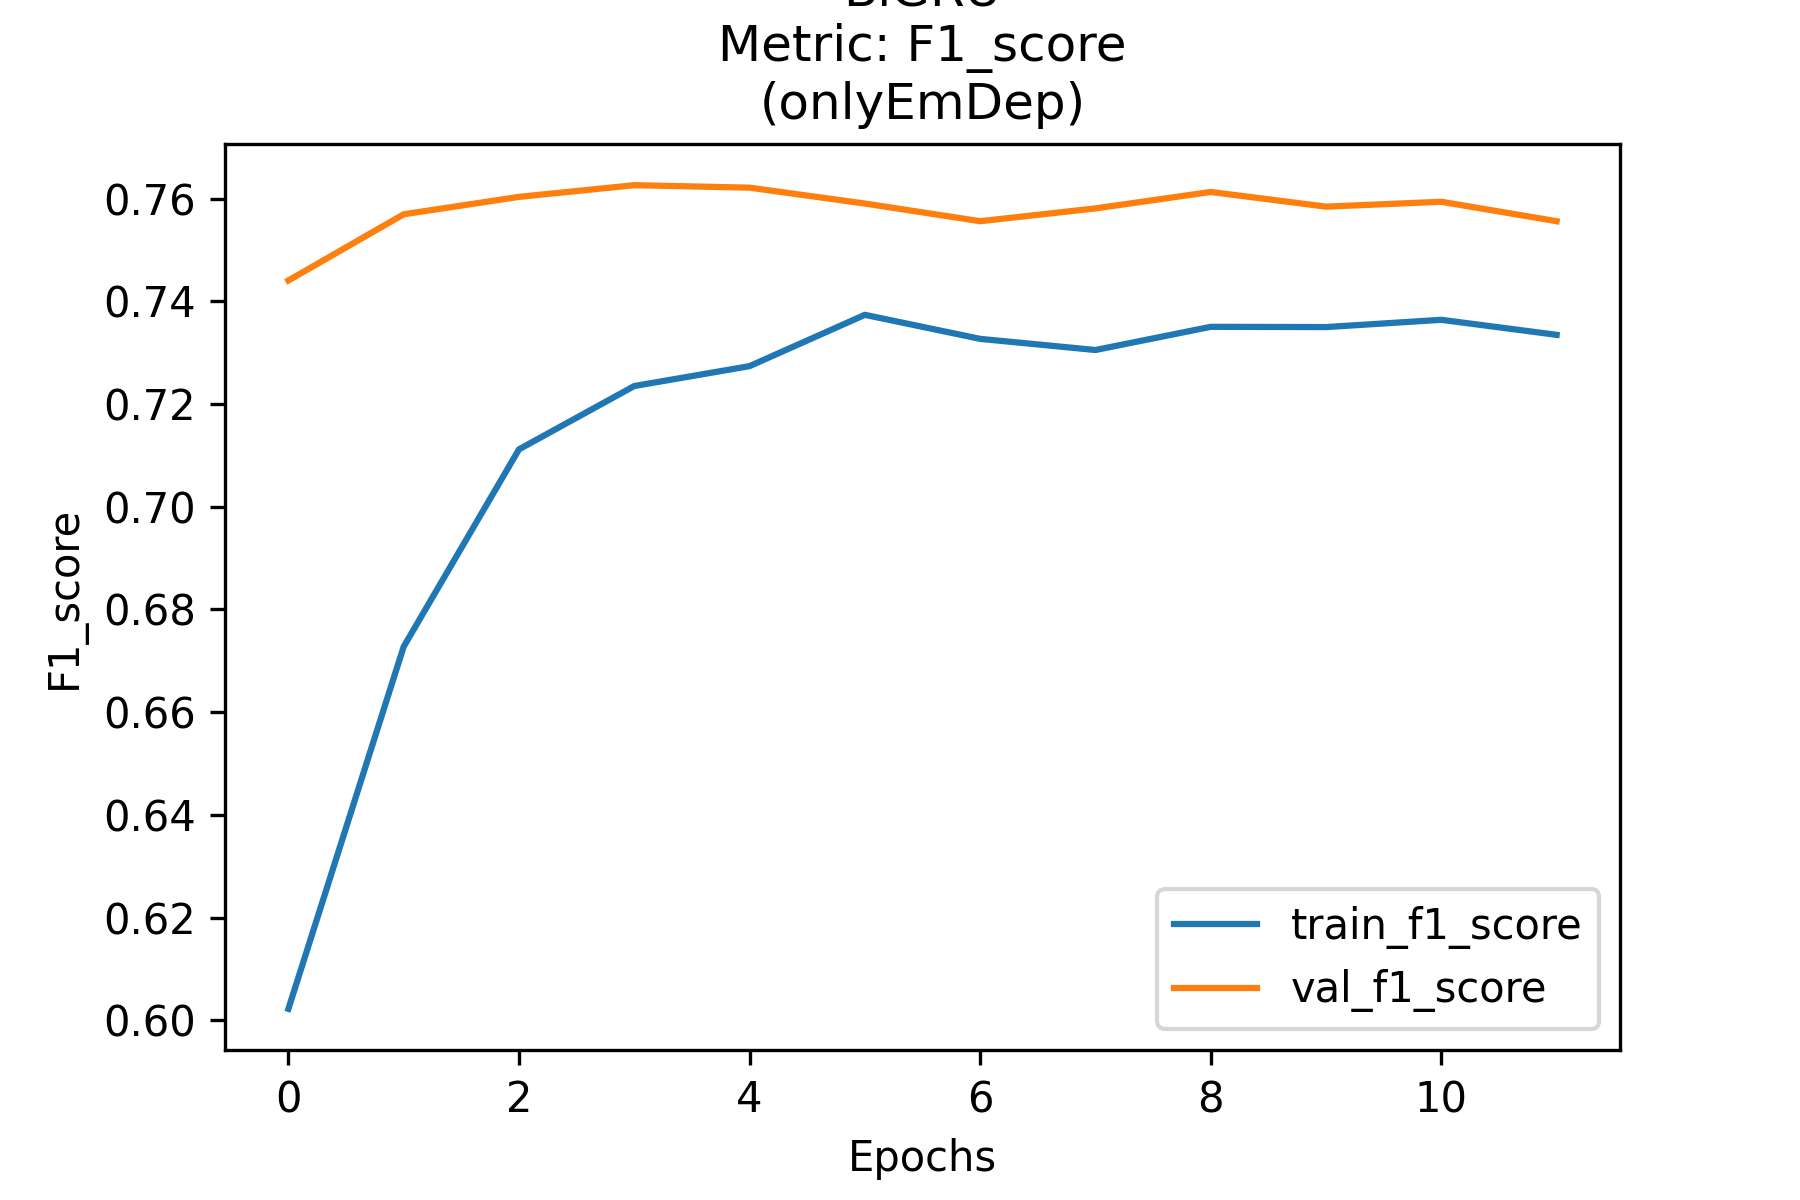 BiGRU
Metric: F1_score
(onlyEmDep)
F1_score
0.76
0.74
0.72
0.70
0.68
0.66
0.64
0.62
0.60
train_f1_score
val_f1_score
0 2 4 6 8 10
Epochs